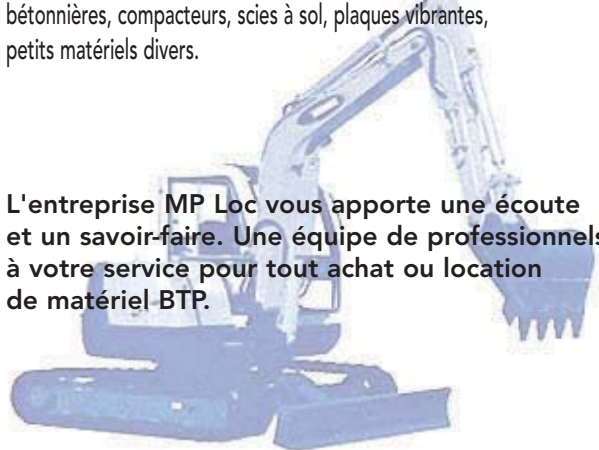 bétonnières, compacteurs, scies à sol, plaques vibrantes,
petits matériels divers.
L'entreprise MP Loc vous apporte une écoute
et un savoir-faire. Une équipe de professionnels
à votre service pour tout achat ou location
de matériel BTP.